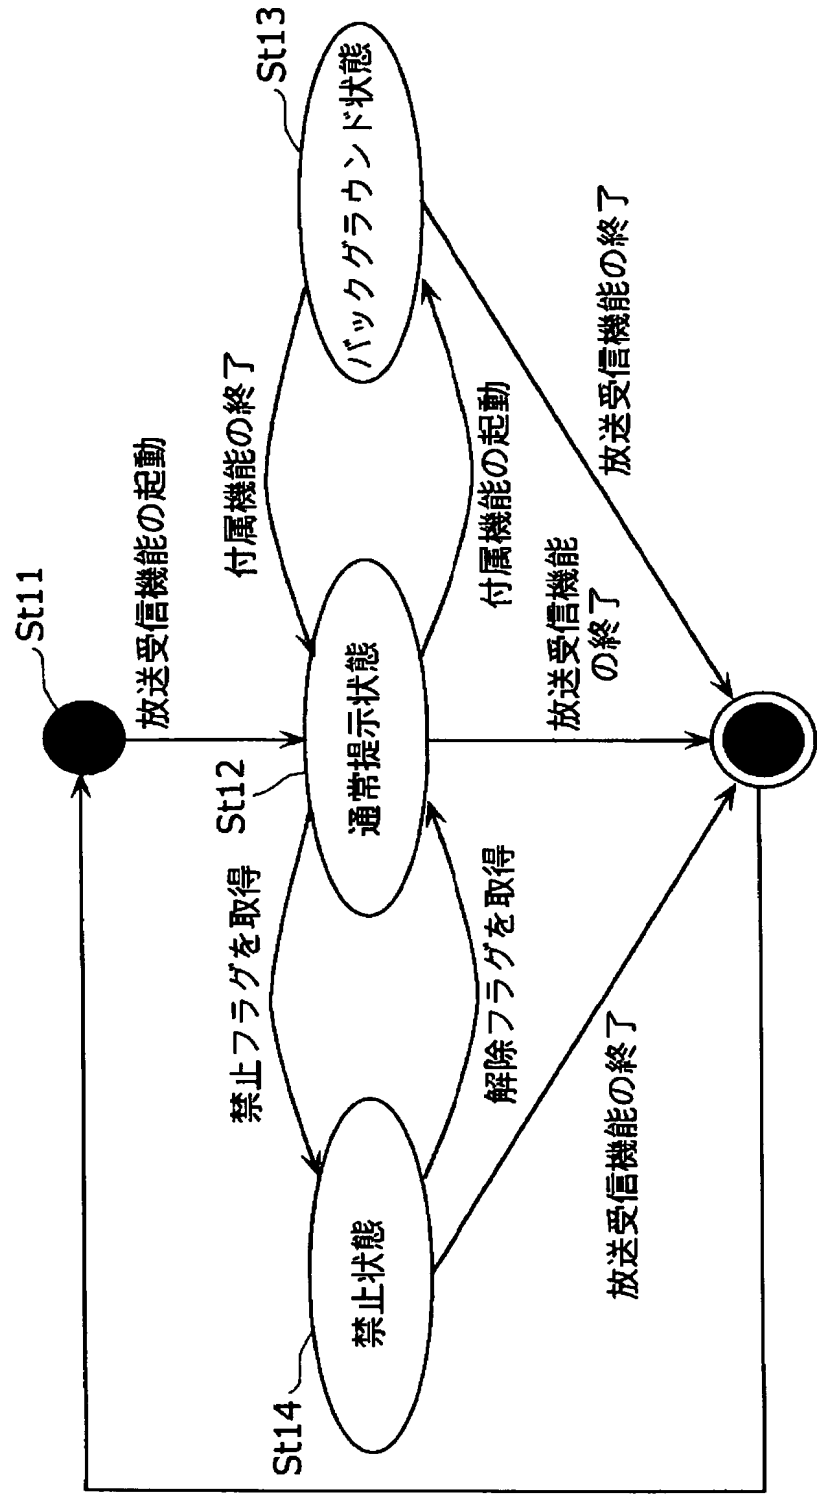 St11
放送受信機能の起動
St14
禁止状態
禁止フラグを取得
解除フラグを取得
St12
通常提示状態
付属機能の終了
付属機能の起動
St13
バックグラウンド状態
放送受信機能の終了
放送受信機能
の終了
放送受信機能の終了